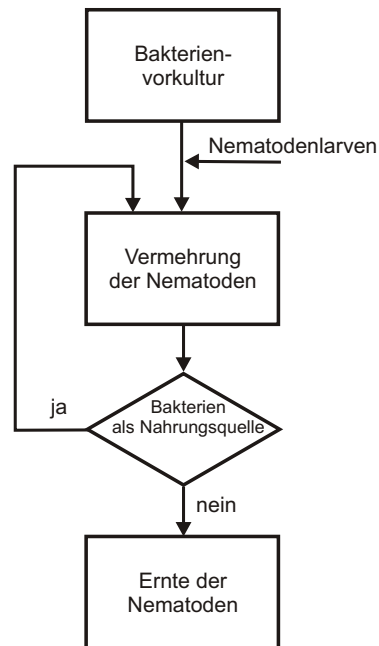 Bakterien-
vorkultur
Nematodenlarven
Vermehrung
der Nematoden
ja
Bakterien
als Nahrungsquelle
nein
Ernte der
Nematoden